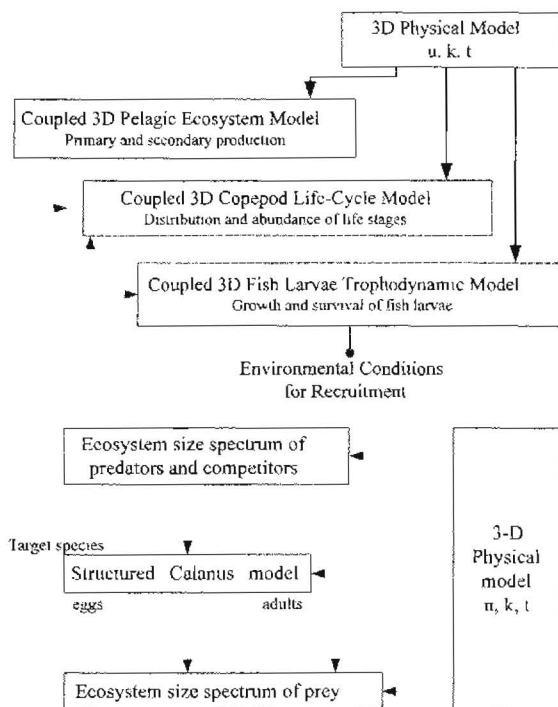 3D Physical Model
u, k, t
Coupled 3D Pelagic Ecosystem Model
Primary and secondary production
Coupled 3D Copepod Life-Cycle Model
Distribution and abundance of life stages
Coupled 3D Fish Larvae Trophodynamic Model
Growth and survival of fish larvae
Environmental Conditions
for Recruitment
Ecosystem size spectrum of
predators and competitors
Target species
Structured Calanus model
eggs adults
Ecosystem size spectrum of prey
3-D
Physical
model
u, k, t